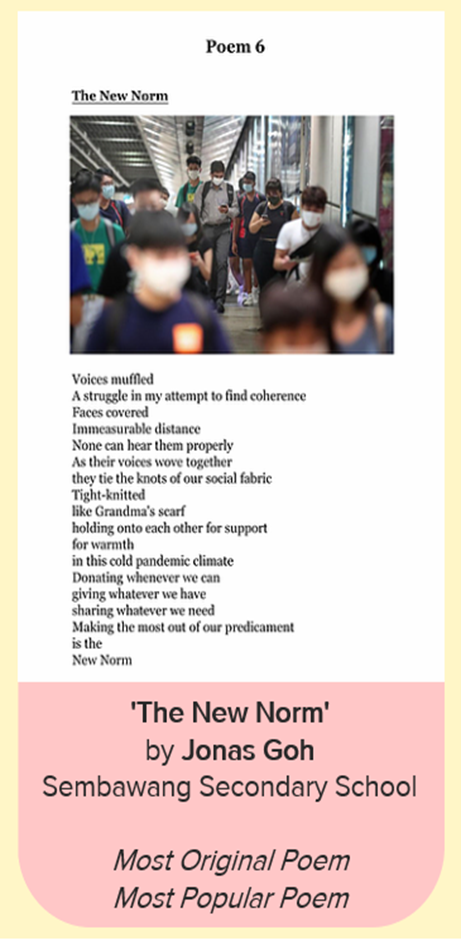 Poem 6
The New Norm
Voices muffled
A struggle in my attempt to find coherence
Faces covered
Immeasurable distance
None can hear them properly
As their voices wove together
they tie the knots of our social fabric
Tight-knitted
like Grandma's scarf
holding onto each other for support
for warmth
in this cold pandemic climate
Donating whenever we can
giving whatever we have
sharing whatever we need
Making the most out of our predicament
is the
New Norm
'The New Norm'
by Jonas Goh
Sembawang Secondary School
Most Original Poem
Most Popular Poem